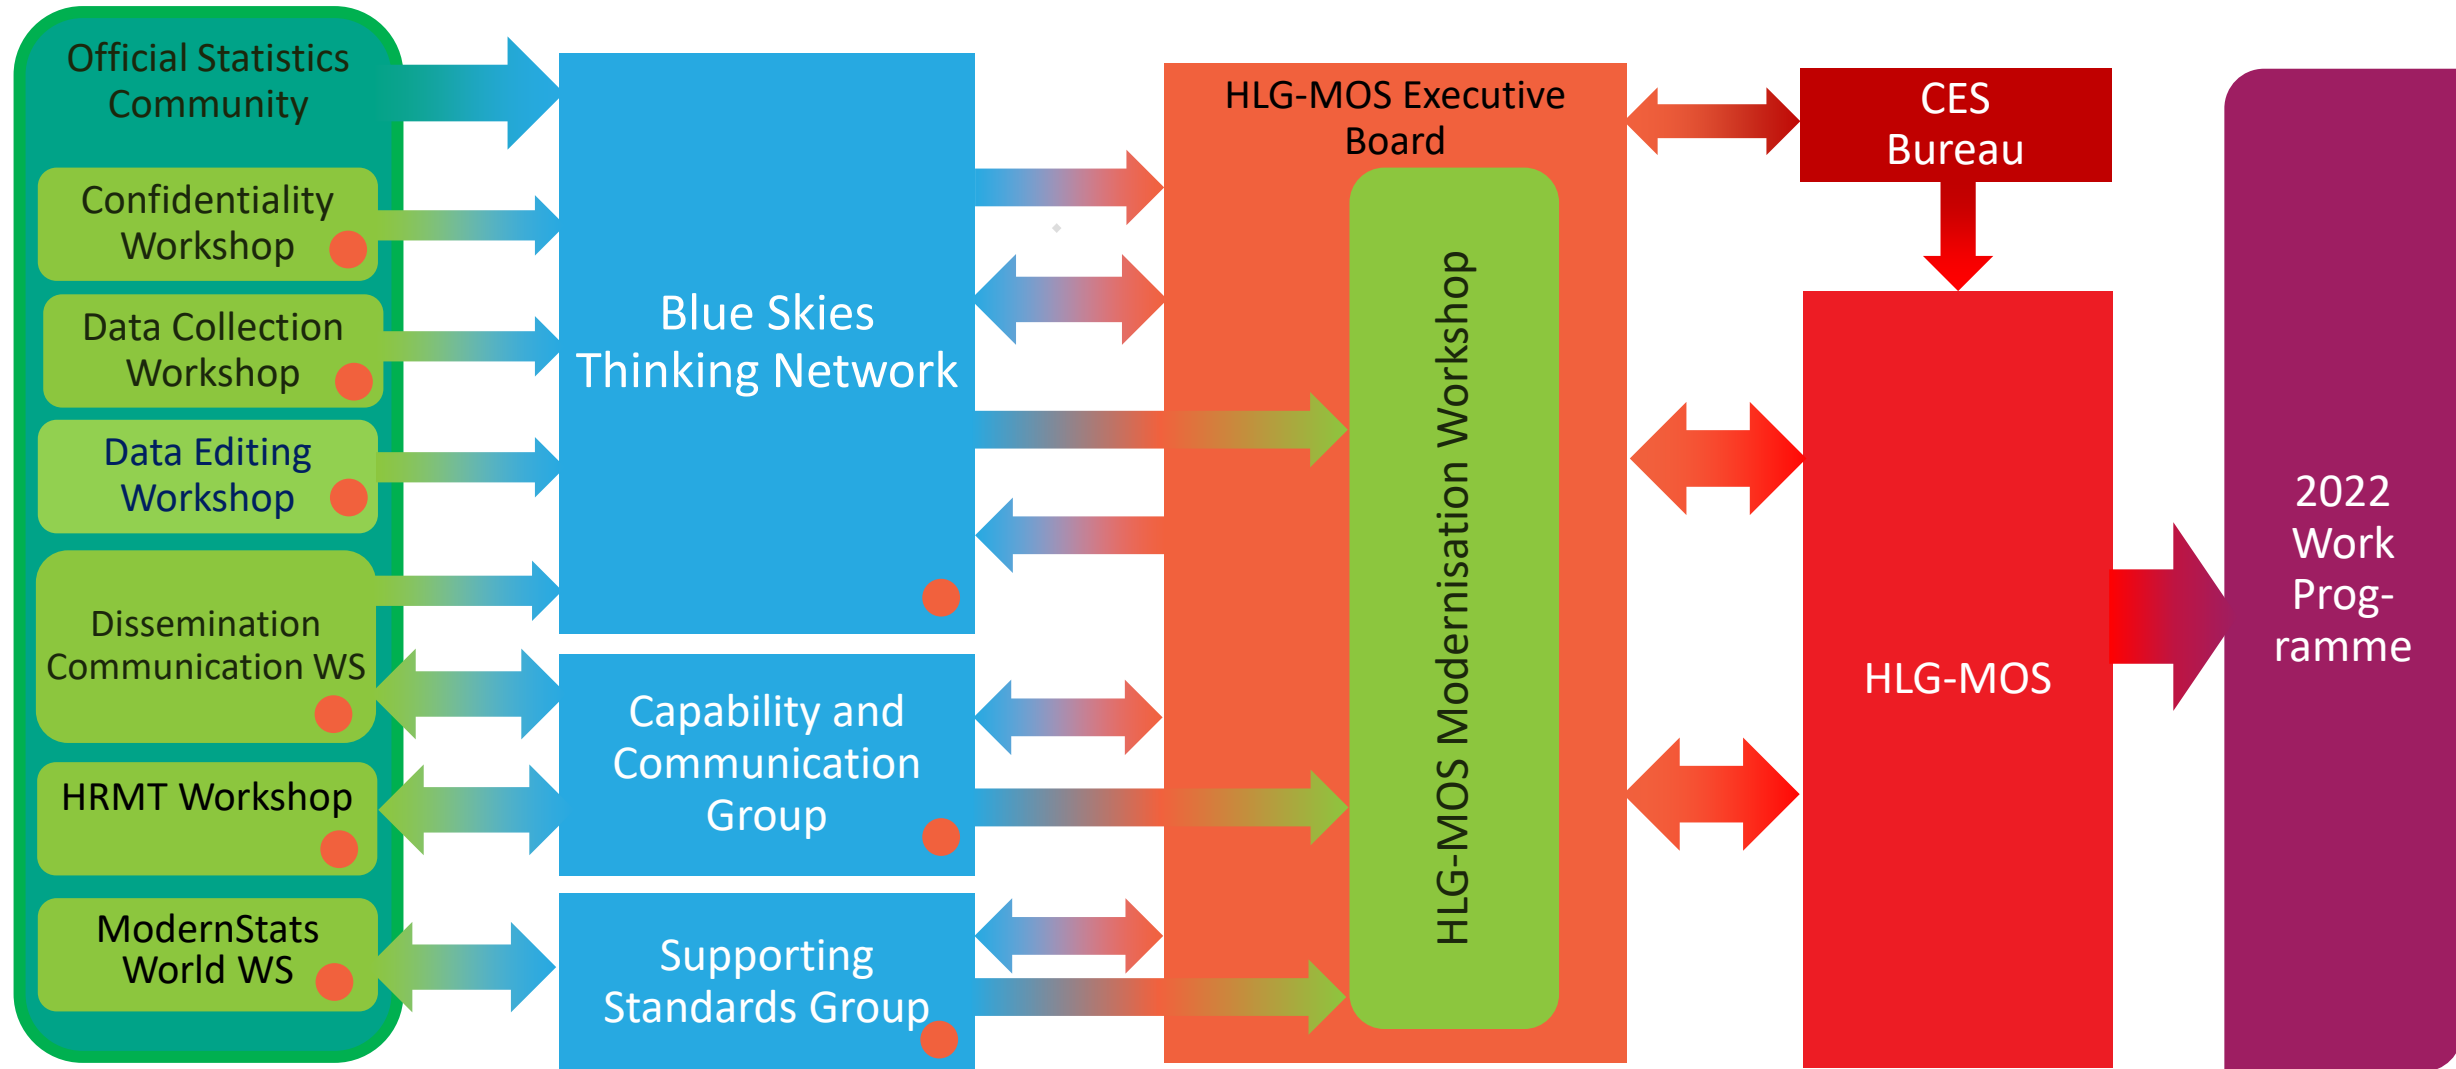 Official Statistics
Community
Confidentiality
Workshop
Data Collection
Workshop
Data Editing
Workshop
Dissemination
Communication WS
HRMT Workshop
ModernStats
World WS
Blue Skies
Thinking Network
Capability and
Communication
Group
Supporting
Standards Group
HLG-MOS Executive
Board
HLG-MOS Modernisation Workshop
CES
Bureau
HLG-MOS
2022
Work
Prog-
ramme